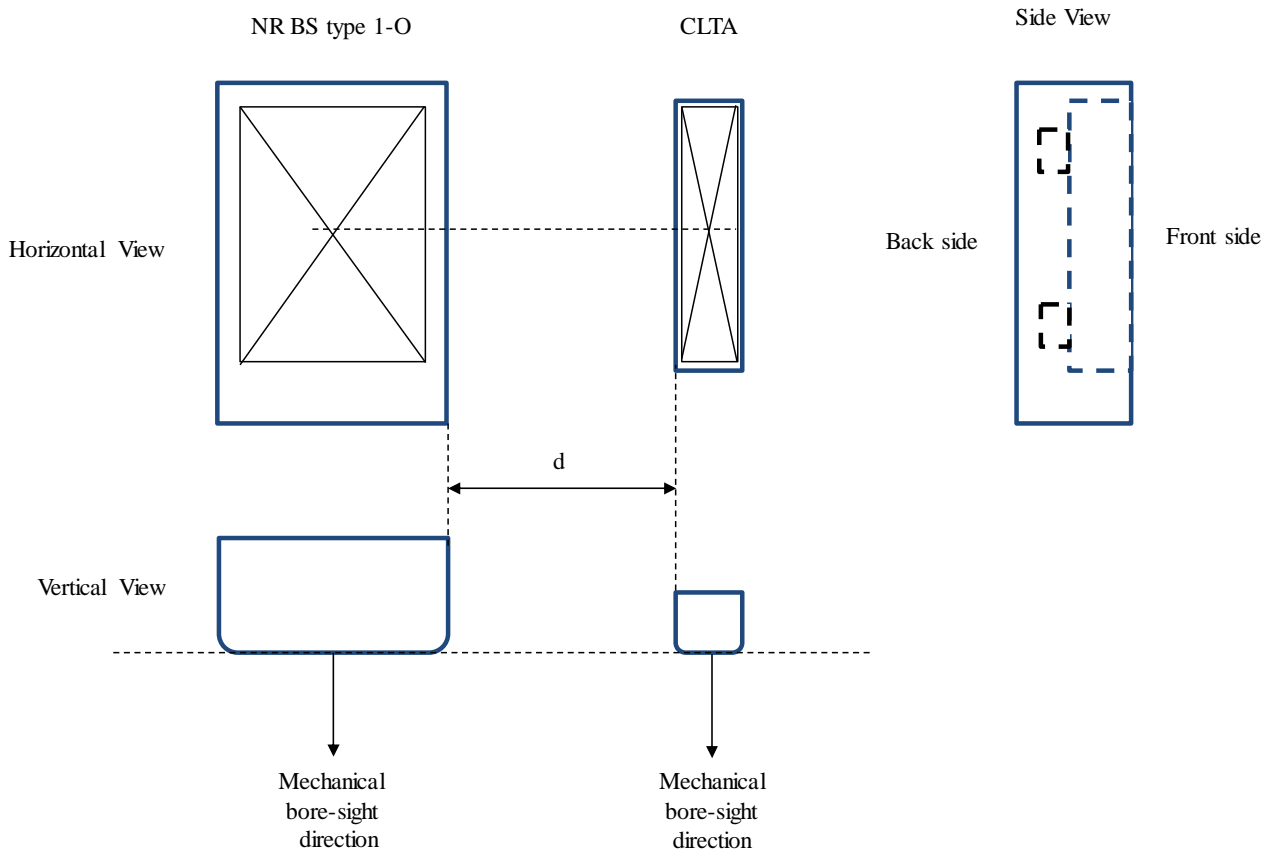 NR BS type 1-O
CLTA
Side View
Horizontal View
Back side
Front side
d
Vertical View
Mechanical
bore-sight
direction
Mechanical
bore-sight
direction